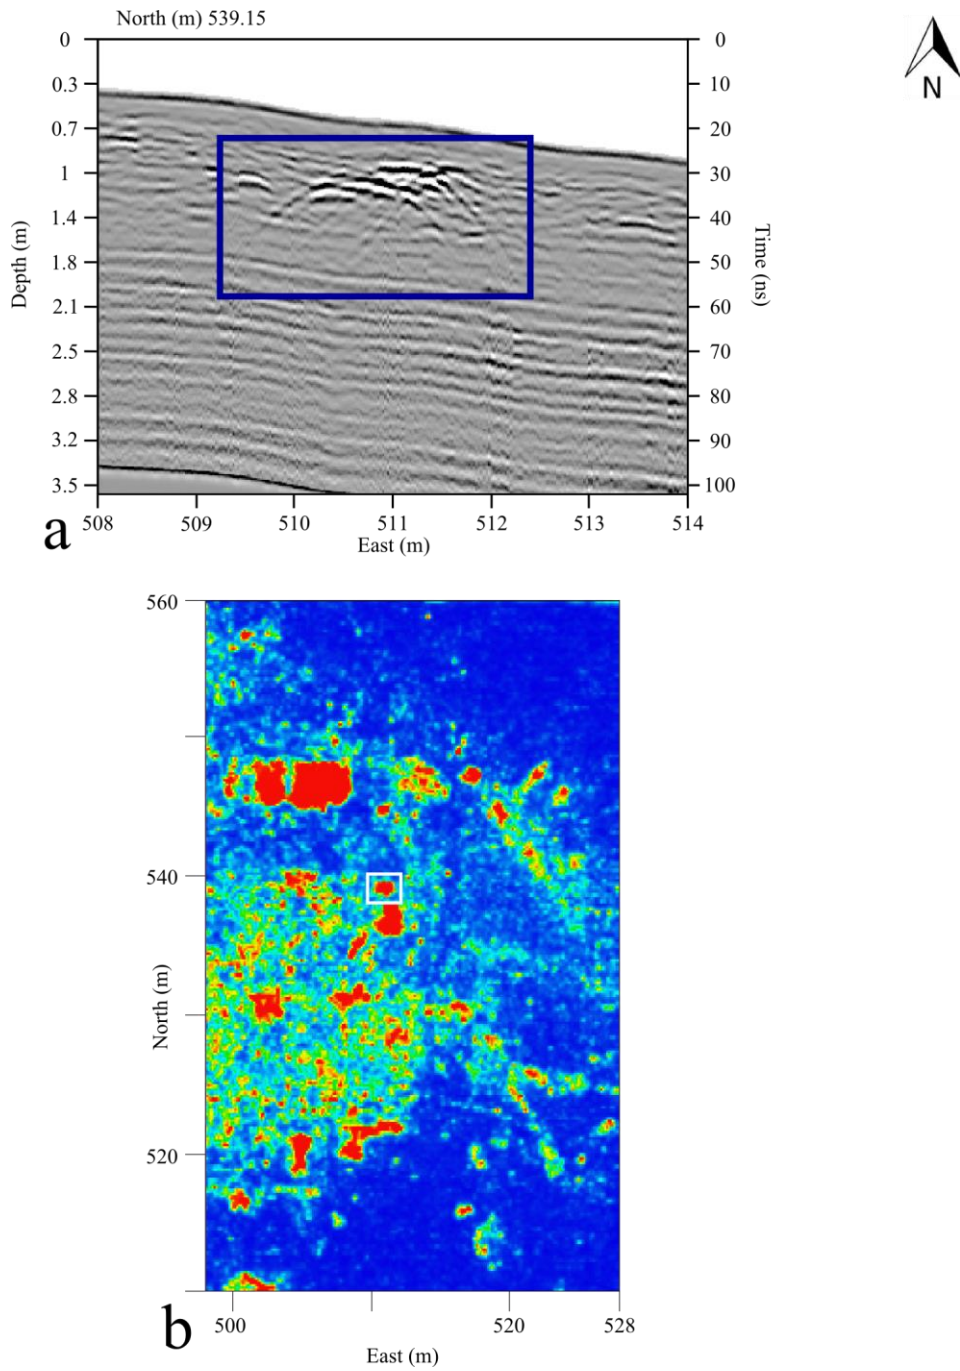 North (m) 539.15
0 0
0.3 10
0.7 20
1 30
1.4 40
1.8 50
2.1 60
2.5 70
2.8 80
3.2 90
3.5 100
Depth (m)
Time (ns)
508 509 510 511 512 513 514
East (m)
a
N
560
540
520
North (m)
500 520 528
East (m)
b